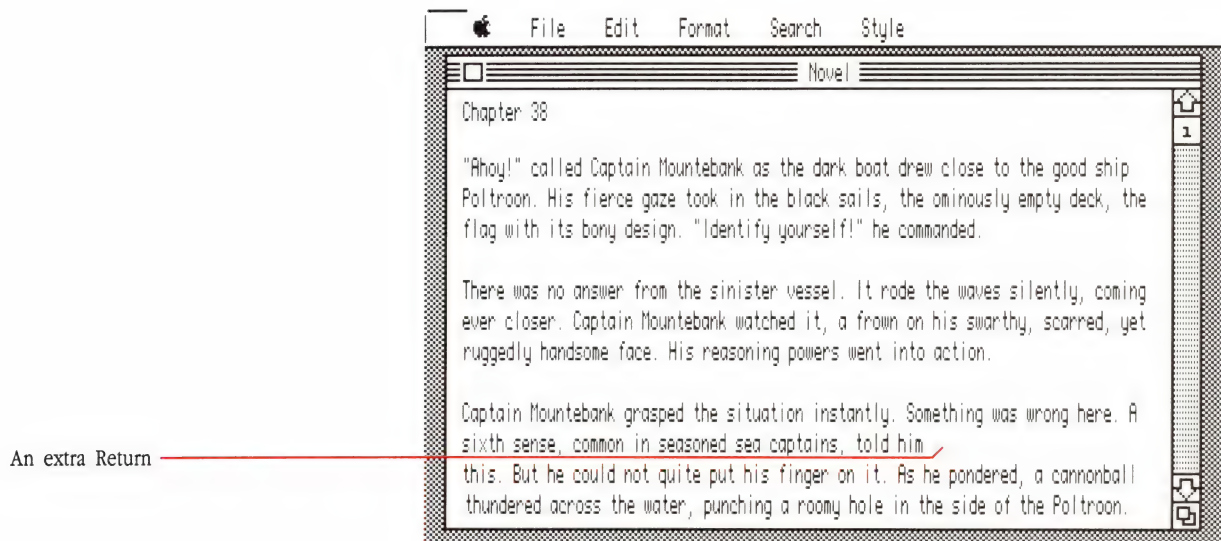 File Edit Format Search Style
Novel
Chapter 38
1
"Ahoy!" called Captain Mountebank as the dark boat drew close to the good ship
Poltroon. His fierce gaze took in the black sails, the ominously empty deck, the
flag with its bony design. "Identify yourself!" he commanded.
There was no answer from the sinister vessel. It rode the waves silently, coming
ever closer. Captain Mountebank watched it, a frown on his swarthy, scarred, yet
ruggedly handsome face. His reasoning powers went into action.
Captain Mountebank grasped the situation instantly. Something was wrong here. A
sixth sense, common in seasoned sea captains, told him
An extra Return
this. But he could not quite put his finger on it. As he pondered, a cannonball
thundered across the water, punching a roomy hole in the side of the Poltroon.